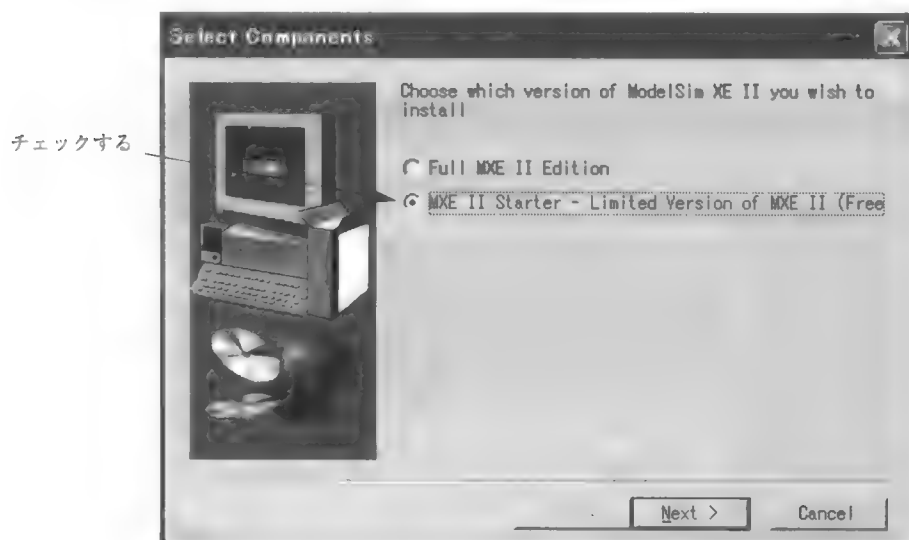 Select Components
Choose which version of ModelSim XE II you wish to
install
チェックする
Full MXE II Edition
MXE II Starter - Limited Version of MXE II (Free
Next >
Cancel